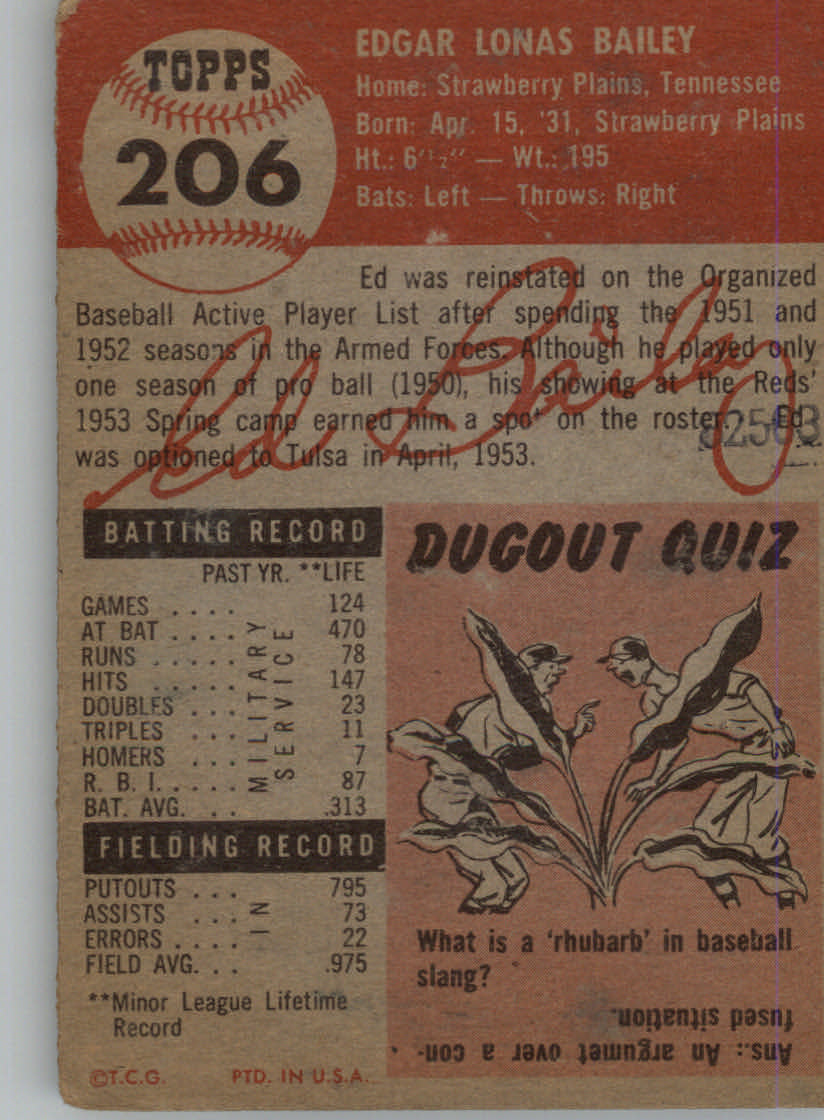 TOPPS
206
EDGAR LONAS BAILEY
Home: Strawberry Plains, Tennessee
Born: Apr. 15, '31, Strawberry Plains
Ht.: 6'½" — Wt.: 195
Bats: Left — Throws: Right
Ed was reinstated on the Organized
Baseball Active Player List after spending the 1951 and
1952 seasons in the Armed Forces. Although he played only
one season of pro ball (1950), his showing at the Reds'
1953 Spring camp earned him a spot on the roster. Ed
was optioned to Tulsa in April, 1953.
Ed Bailey
BATTING RECORD
PAST YR. **LIFE
GAMES .... 124
AT BAT .... 470
RUNS ..... 78
HITS ..... 147
DOUBLES ... 23
TRIPLES ... 11
HOMERS ... 7
R. B. I. .... 87
BAT. AVG. .. .313
FIELDING RECORD
PUTOUTS ... 795
ASSISTS ... 73
ERRORS .... 22
FIELD AVG. .. .975
IN MILITARY SERVICE
**Minor League Lifetime
Record
©T.C.G. PTD. IN U.S.A.
DUGOUT QUIZ
What is a 'rhubarb' in baseball
slang?
Ans.: An argumet over a con-
fused situation.